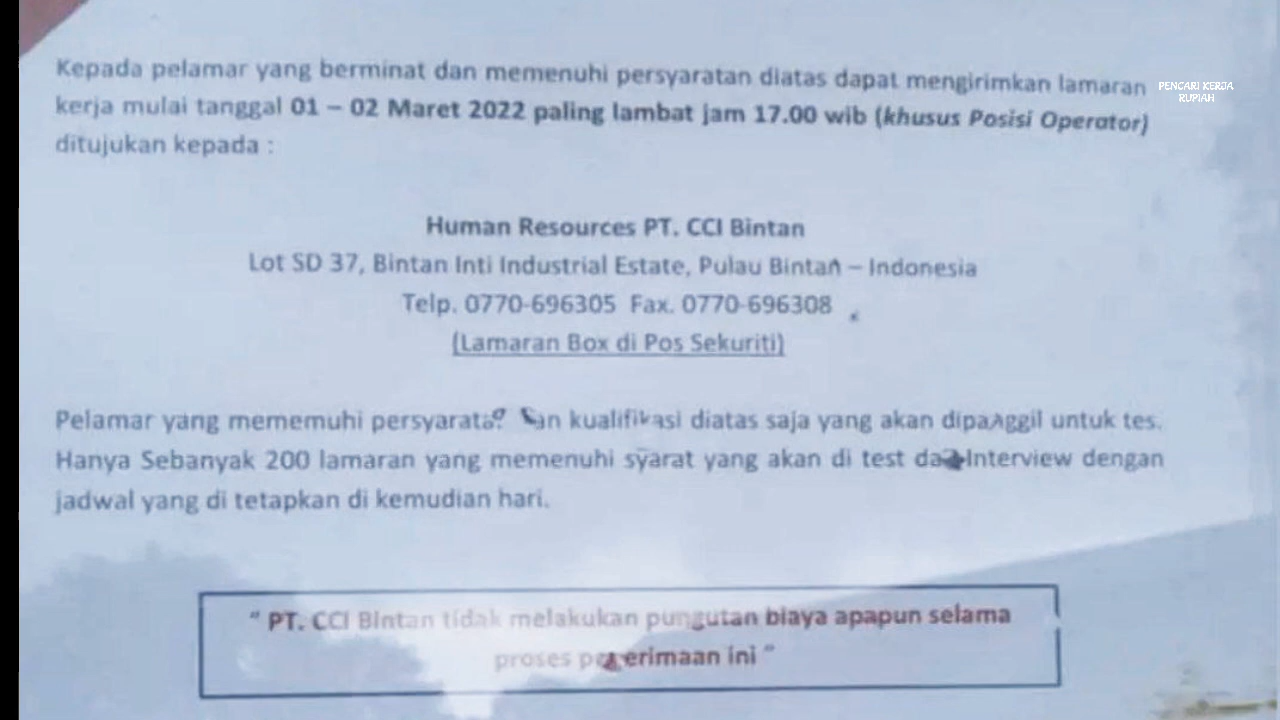 Kepada pelamar yang berminat dan memenuhi persyaratan diatas dapat mengirimkan lamaran
kerja mulai tanggal 01 – 02 Maret 2022 paling lambat jam 17.00 wib (khusus Posisi Operator)
ditujukan kepada :
PENCARI KERJA
RUPIAH
Human Resources PT. CCI Bintan
Lot SD 37, Bintan Inti Industrial Estate, Pulau Bintan – Indonesia
Telp. 0770-696305 Fax. 0770-696308
(Lamaran Box di Pos Sekuriti)
Pelamar yang mememuhi kualifikasi diatas saja yang akan dipanggil untuk tes.
Hanya Sebanyak 200 lamaran yang memenuhi syarat yang akan di test Interview dengan
jadwal yang di tetapkan di kemudian hari.
" PT. CCI Bintan tidak melakukan pungutan biaya apapun selama
proses penerimaan ini "